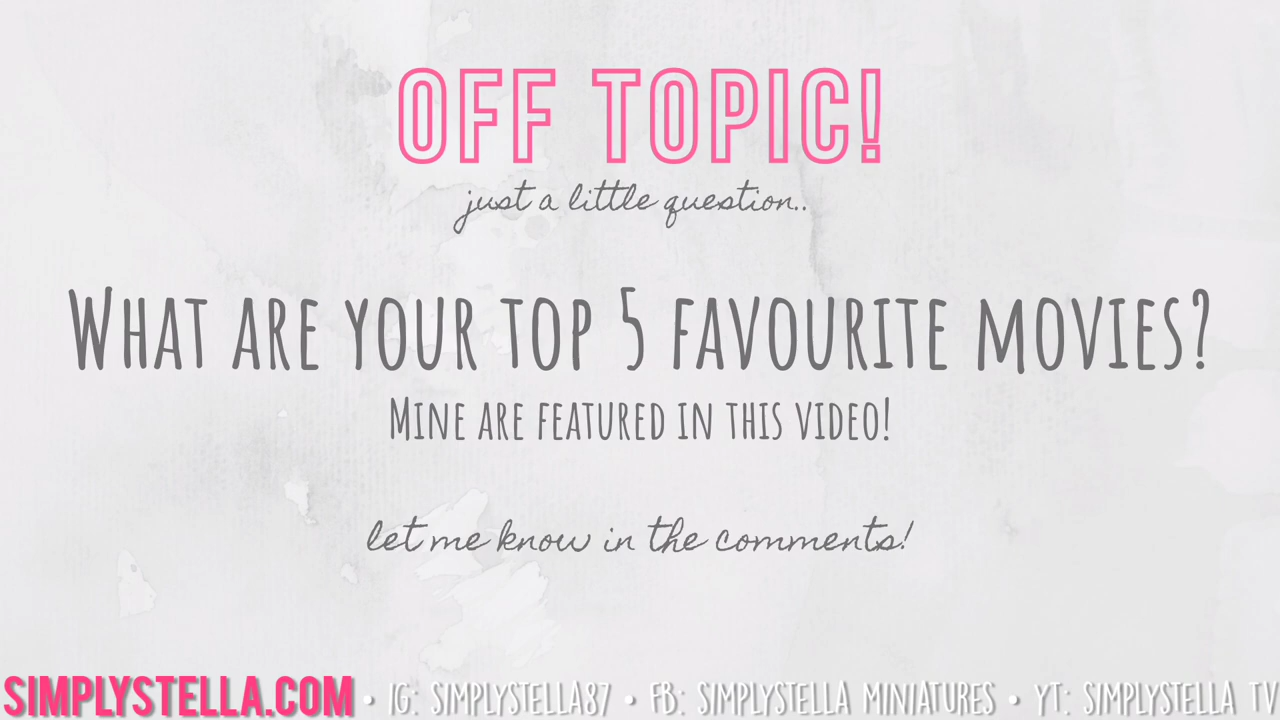 OFF TOPIC!
just a little question..
What are your top 5 favourite movies?
Mine are featured in this video!
let me know in the comments!
SIMPLYSTELLA.COM • IG: SIMPLYSTELLA87 • FB: SIMPLYSTELLA MINIATURES • YT: SIMPLYSTELLA TV